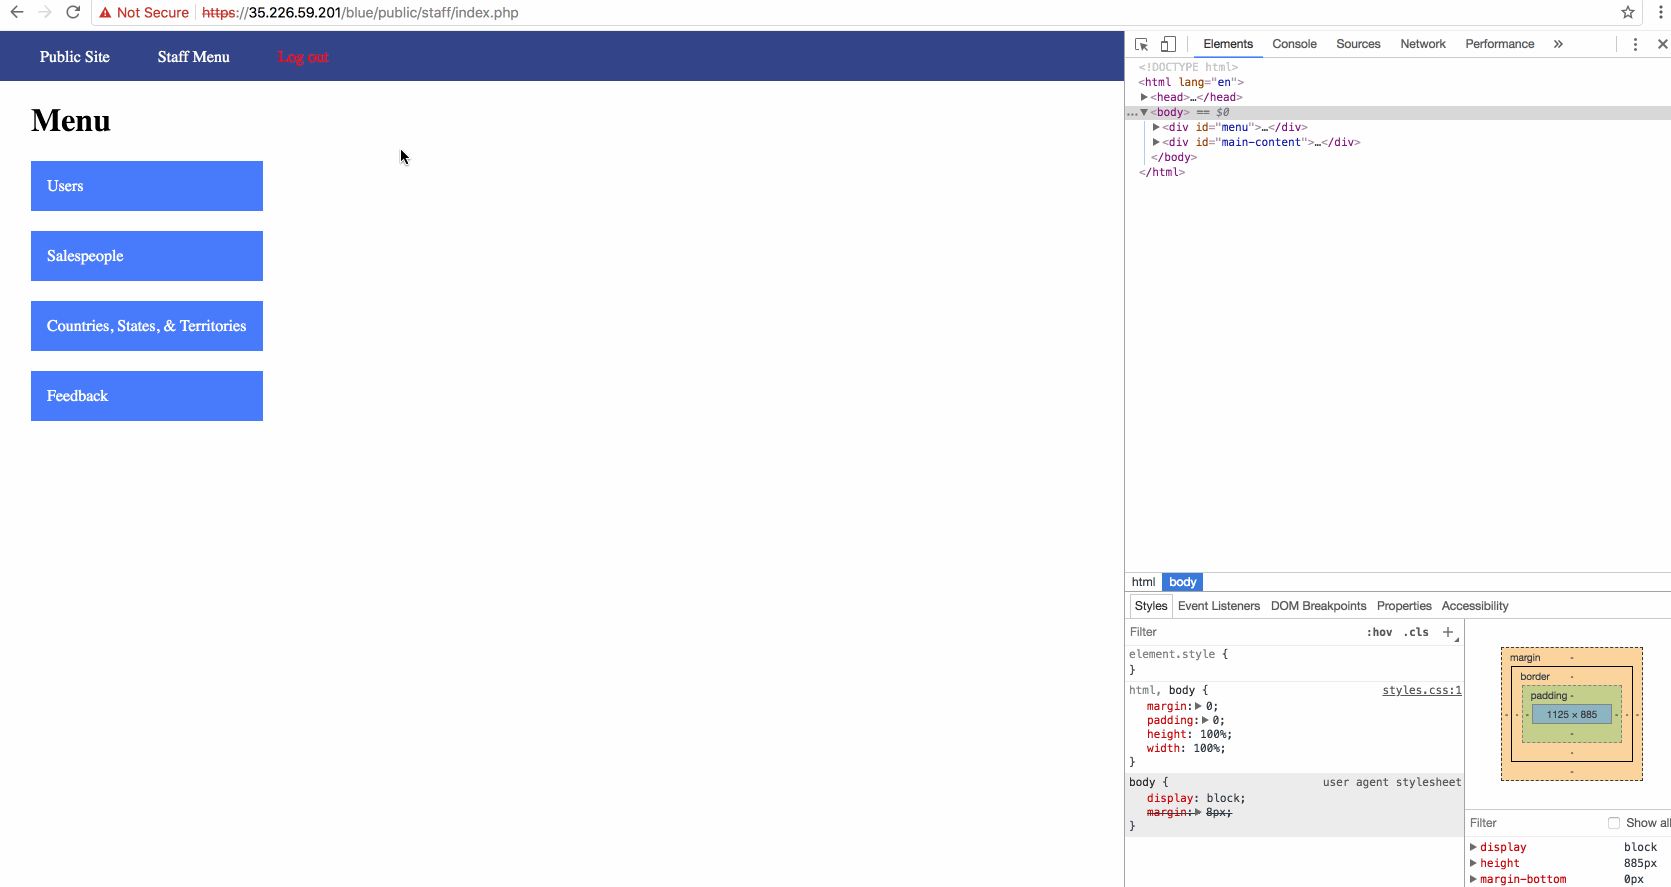 Not Secure https://35.226.59.201/blue/public/staff/index.php
Public Site Staff Menu Log out
Menu
Users
Salespeople
Countries, States, & Territories
Feedback
Elements Console Sources Network Performance »
<!DOCTYPE html>
<html lang="en">
<head>…</head>
…<body> == $0
<div id="menu">…</div>
<div id="main-content">…</div>
</body>
</html>
html body
Styles Event Listeners DOM Breakpoints Properties Accessibility
Filter :hov .cls +
element.style {
}
html, body { styles.css:1
margin: 0;
padding: 0;
height: 100%;
width: 100%;
}
body { user agent stylesheet
display: block;
margin: 8px;
}
margin -
border -
padding -
- - - 1125 × 885 - - -
-
-
-
Filter Show all
display block
height 885px
margin-bottom 0px